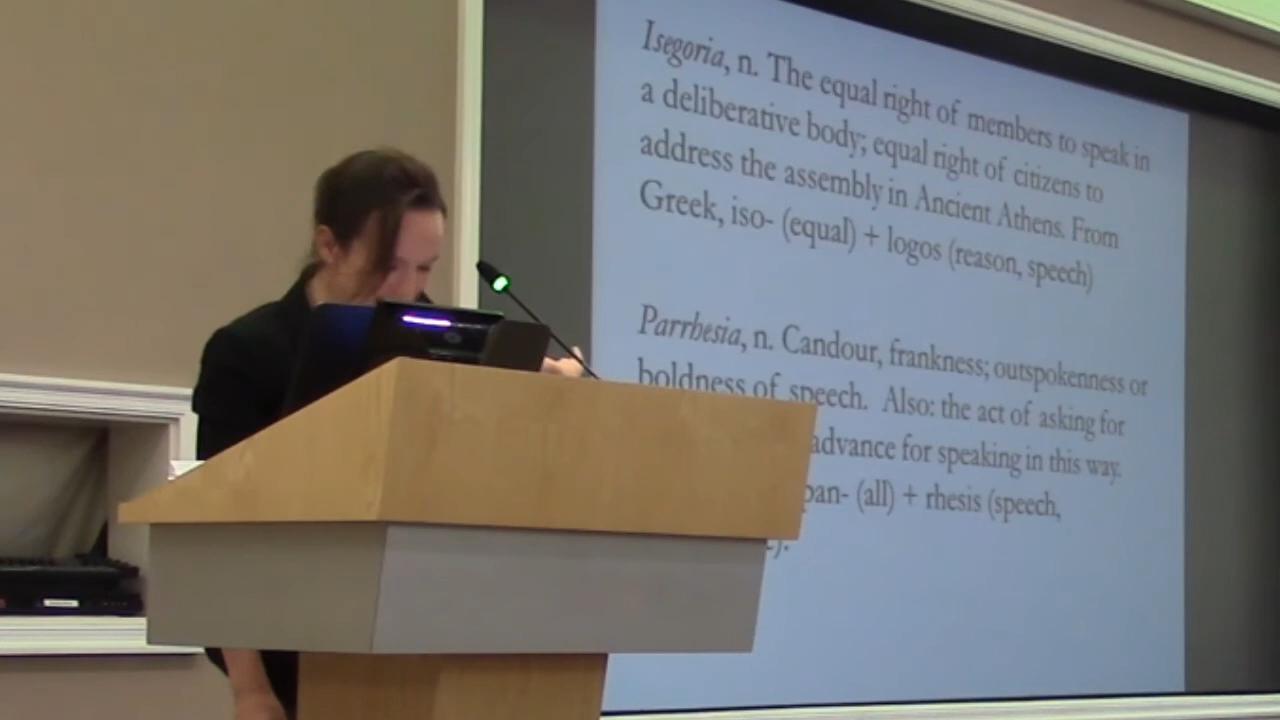 Isegoria, n. The equal right of members to speak in
a deliberative body; equal right of citizens to
address the assembly in Ancient Athens. From
Greek, iso- (equal) + logos (reason, speech)
Parrhesia, n. Candour, frankness; outspokenness or
boldness of speech. Also: the act of asking for
advance for speaking in this way.
pan- (all) + rhesis (speech,
).